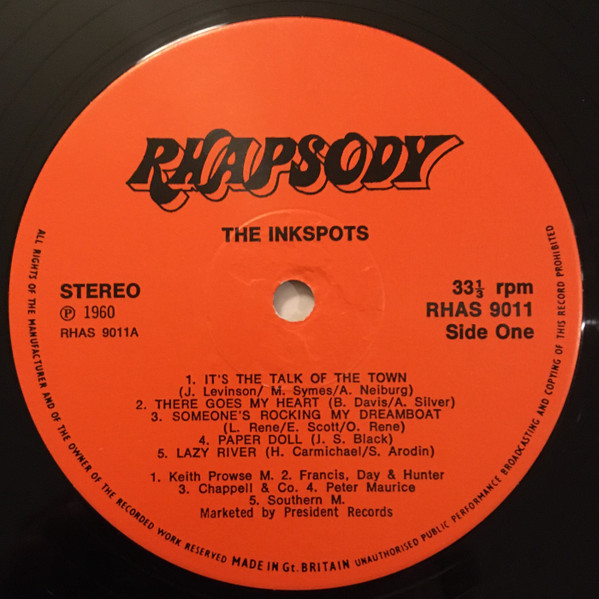 RHAPSODY
THE INKSPOTS
STEREO
℗ 1960
RHAS 9011A
33⅓ rpm
RHAS 9011
Side One
1. IT'S THE TALK OF THE TOWN
(J. Levinson/ M. Symes/A. Neiburg)
2. THERE GOES MY HEART (B. Davis/A. Silver)
3. SOMEONE'S ROCKING MY DREAMBOAT
(L. Rene/E. Scott/O. Rene)
4. PAPER DOLL (J. S. Black)
5. LAZY RIVER (H. Carmichael/S. Arodin)
1. Keith Prowse M. 2. Francis, Day & Hunter
3. Chappell & Co. 4. Peter Maurice
5. Southern M.
Marketed by President Records
ALL RIGHTS OF THE MANUFACTURER AND OF THE OWNER OF THE RECORDED WORK RESERVED MADE IN Gt. BRITAIN UNAUTHORISED PUBLIC PERFORMANCE BROADCASTING AND COPYING OF THIS RECORD PROHIBITED